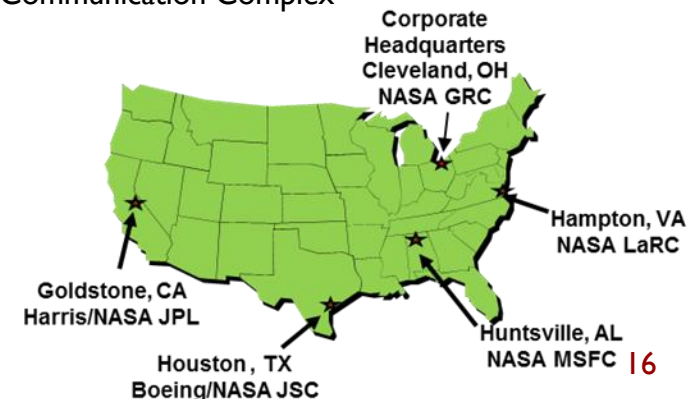 Communication Complex
Corporate
Headquarters
Cleveland, OH
NASA GRC
Hampton, VA
NASA LaRC
Goldstone, CA
Harris/NASA JPL
Huntsville, AL
NASA MSFC
16
Houston, TX
Boeing/NASA JSC